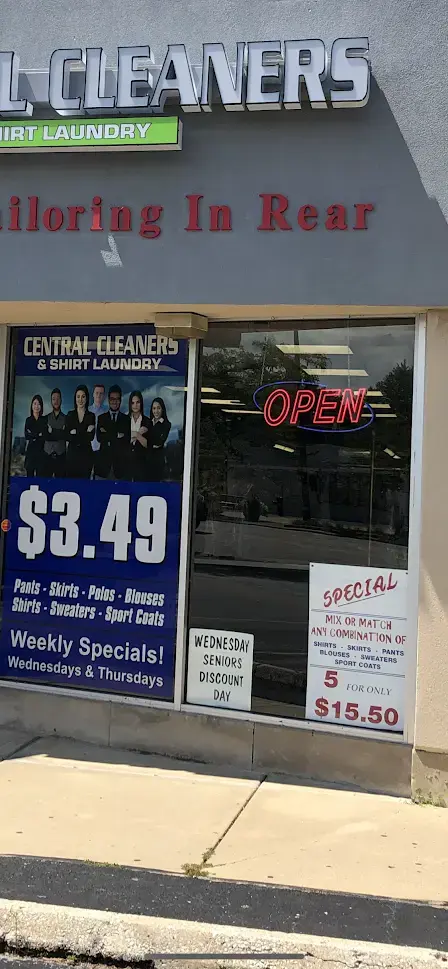 L CLEANERS
IRT LAUNDRY
iloring In Rear
CENTRAL CLEANERS
& SHIRT LAUNDRY
$3.49
Pants - Skirts - Polos - Blouses
Shirts - Sweaters - Sport Coats
Weekly Specials!
Wednesdays & Thursdays
OPEN
WEDNESDAY
SENIORS
DISCOUNT
DAY
SPECIAL
MIX OR MATCH
ANY COMBINATION OF
SHIRTS - SKIRTS - PANTS
BLOUSES - SWEATERS
SPORT COATS
5 FOR ONLY
$15.50